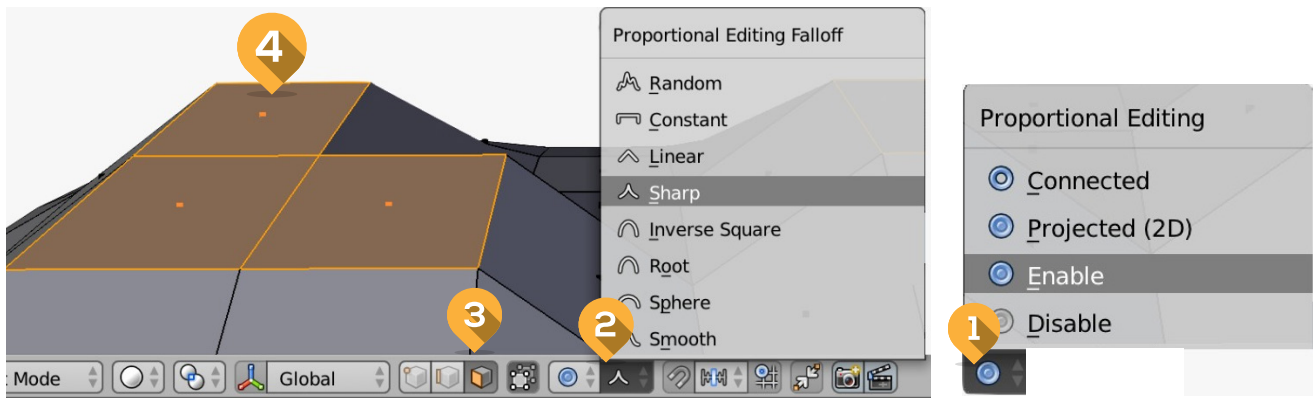 4
Proportional Editing Falloff
Random
Constant
Linear
Sharp
Inverse Square
Root
Sphere
Smooth
3
2
Mode
Global
Proportional Editing
Connected
Projected (2D)
Enable
Disable
1